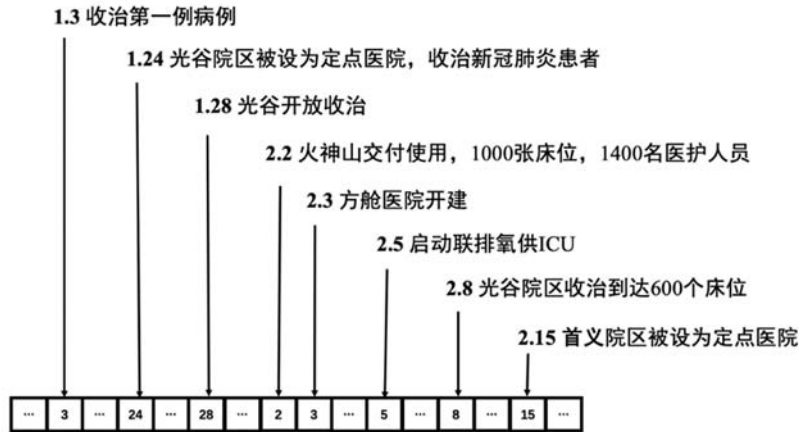 1.3 收治第一例病例
1.24 光谷院区被设为定点医院，收治新冠肺炎患者
1.28 光谷开放收治
2.2 火神山交付使用，1000张床位，1400名医护人员
2.3 方舱医院开建
2.5 启动联排氧供ICU
2.8 光谷院区收治到达600个床位
2.15 首义院区被设为定点医院
... 3 ... 24 ... 28 ... 2 3 ... 5 ... 8 ... 15 ...